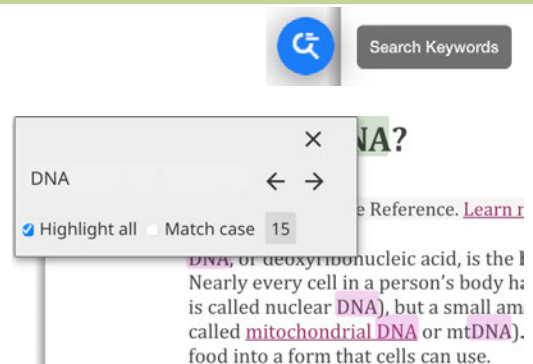 Search Keywords
NA?
DNA
Highlight all Match case 15
e Reference. Learn
DNA, or deoxyribonucleic acid, is the
Nearly every cell in a person's body ha
is called nuclear DNA), but a small am
called mitochondrial DNA or mtDNA).
food into a form that cells can use.